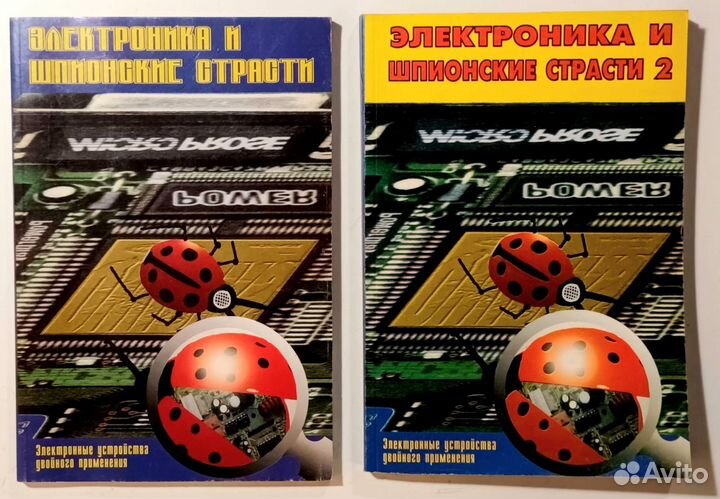 ЭЛЕКТРОНИКА И
ШПИОНСКИЕ СТРАСТИ
MICRO PROSE
POWER
Электронные устройства
двойного применения
ЭЛЕКТРОНИКА И
ШПИОНСКИЕ СТРАСТИ 2
MICRO PROSE
POWER
Электронные устройства
двойного применения
Avito